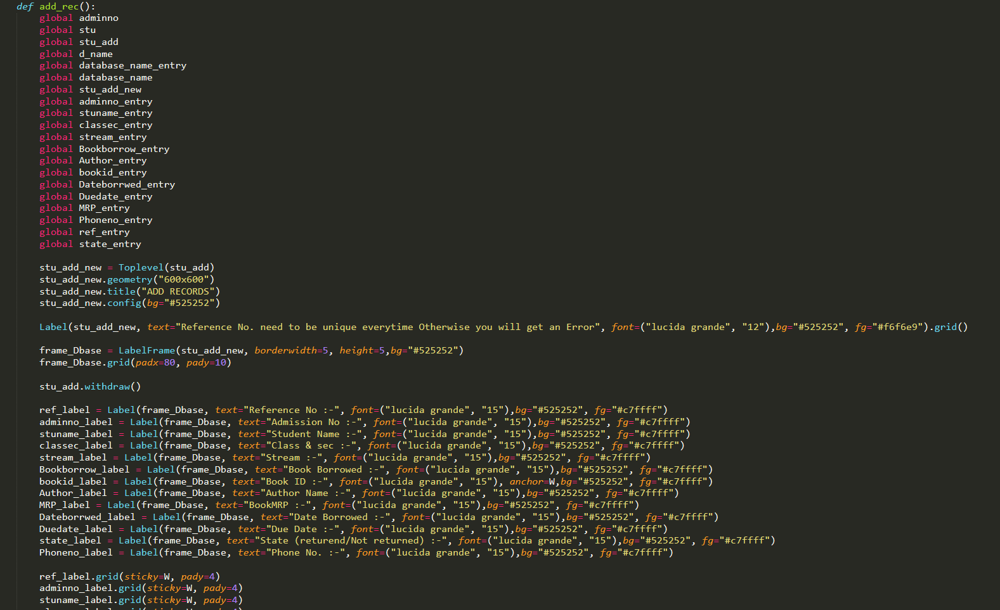 def add_rec():
    global adminno
    global stu
    global stu_add
    global d_name
    global database_name_entry
    global database_name
    global stu_add_new
    global adminno_entry
    global stuname_entry
    global classec_entry
    global stream_entry
    global Bookborrow_entry
    global Author_entry
    global bookid_entry
    global Dateborrwed_entry
    global Duedate_entry
    global MRP_entry
    global Phoneno_entry
    global ref_entry
    global state_entry

    stu_add_new = Toplevel(stu_add)
    stu_add_new.geometry("600x600")
    stu_add_new.title("ADD RECORDS")
    stu_add_new.config(bg="#525252")

    Label(stu_add_new, text="Reference No. need to be unique everytime Otherwise you will get an Error", font=("lucida grande", "12"),bg="#525252", fg="#f6f6e9").grid()

    frame_Dbase = LabelFrame(stu_add_new, borderwidth=5, height=5,bg="#525252")
    frame_Dbase.grid(padx=80, pady=10)

    stu_add.withdraw()

    ref_label = Label(frame_Dbase, text="Reference No :-", font=("lucida grande", "15"),bg="#525252", fg="#c7ffff")
    adminno_label = Label(frame_Dbase, text="Admission No :-", font=("lucida grande", "15"),bg="#525252", fg="#c7ffff")
    stuname_label = Label(frame_Dbase, text="Student Name :-", font=("lucida grande", "15"),bg="#525252", fg="#c7ffff")
    classec_label = Label(frame_Dbase, text="Class & sec :-", font=("lucida grande", "15"),bg="#525252", fg="#c7ffff")
    stream_label = Label(frame_Dbase, text="Stream :-", font=("lucida grande", "15"),bg="#525252", fg="#c7ffff")
    Bookborrow_label = Label(frame_Dbase, text="Book Borrowed :-", font=("lucida grande", "15"),bg="#525252", fg="#c7ffff")
    bookid_label = Label(frame_Dbase, text="Book ID :-", font=("lucida grande", "15"), anchor=W,bg="#525252", fg="#c7ffff")
    Author_label = Label(frame_Dbase, text="Author Name :-", font=("lucida grande", "15"),bg="#525252", fg="#c7ffff")
    MRP_label = Label(frame_Dbase, text="BookMRP :-", font=("lucida grande", "15"),bg="#525252", fg="#c7ffff")
    Dateborrwed_label = Label(frame_Dbase, text="Date Borrowed :-", font=("lucida grande", "15"),bg="#525252", fg="#c7ffff")
    Duedate_label = Label(frame_Dbase, text="Due Date :-", font=("lucida grande", "15"),bg="#525252", fg="#c7ffff")
    state_label = Label(frame_Dbase, text="State (returend/Not returned) :-", font=("lucida grande", "15"),bg="#525252", fg="#c7ffff")
    Phoneno_label = Label(frame_Dbase, text="Phone No. :-", font=("lucida grande", "15"),bg="#525252", fg="#c7ffff")

    ref_label.grid(sticky=W, pady=4)
    adminno_label.grid(sticky=W, pady=4)
    stuname_label.grid(sticky=W, pady=4)